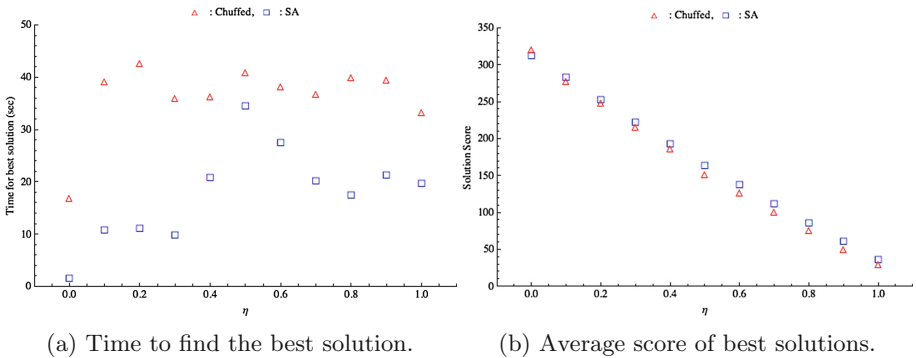 : Chuffed, : SA
50
40
30
20
10
0
Time for best solution (sec)
0.0 0.2 0.4 0.6 0.8 1.0
η
(a) Time to find the best solution.
: Chuffed, : SA
350
300
250
200
150
100
50
0
Solution Score
0.0 0.2 0.4 0.6 0.8 1.0
η
(b) Average score of best solutions.